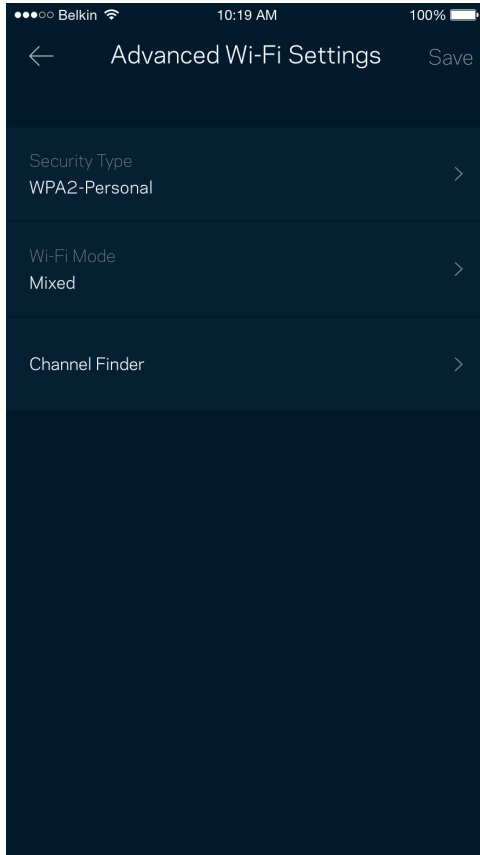 Belkin 10:19 AM 100%
Advanced Wi-Fi Settings Save
Security Type
WPA2-Personal
Wi-Fi Mode
Mixed
Channel Finder